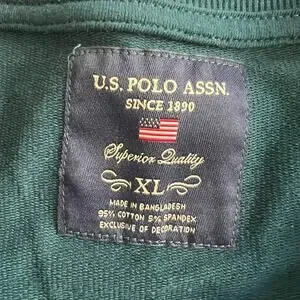 U.S. POLO ASSN.
SINCE 1890
Superior Quality
XL
MADE IN BANGLADESH
95% COTTON 5% SPANDEX
EXCLUSIVE OF DECORATION